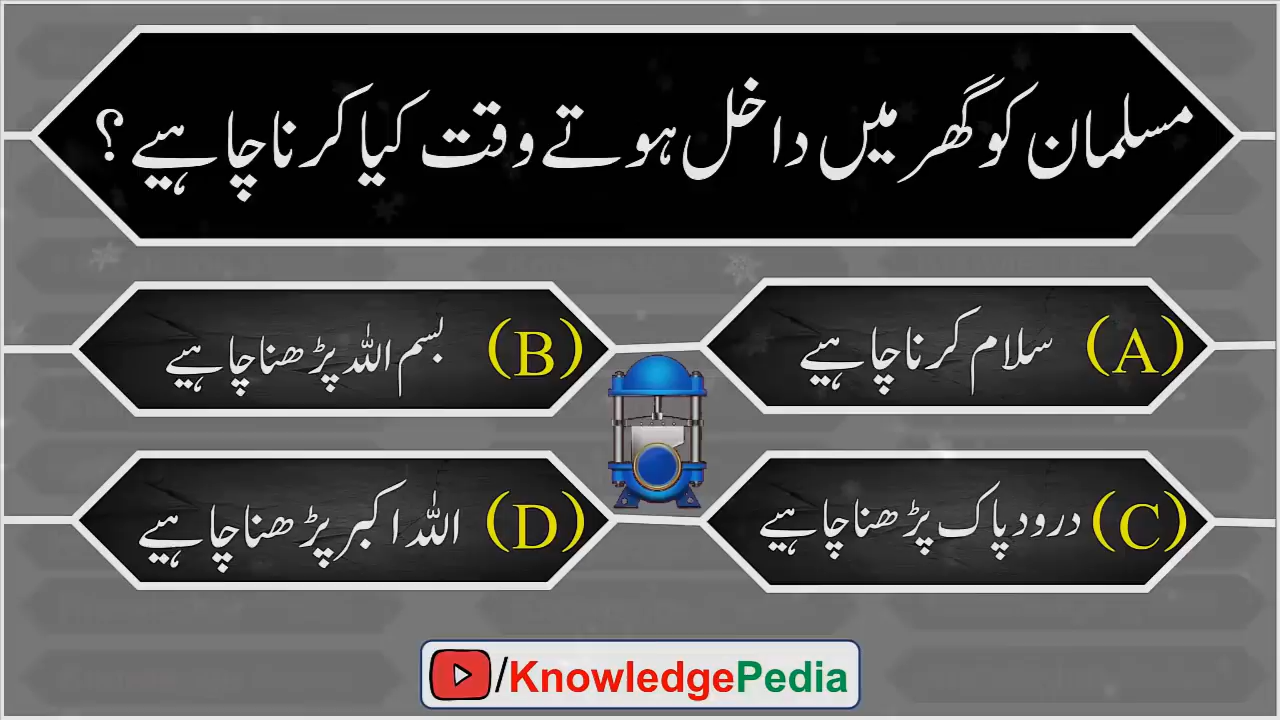 مسلمان کو گھر میں داخل ہوتے وقت کیا کرنا چاہیے؟
(A) سلام کرنا چاہیے
(B) بسم اللہ پڑھنا چاہیے
(C) درود پاک پڑھنا چاہیے
(D) اللہ اکبر پڑھنا چاہیے
/KnowledgePedia